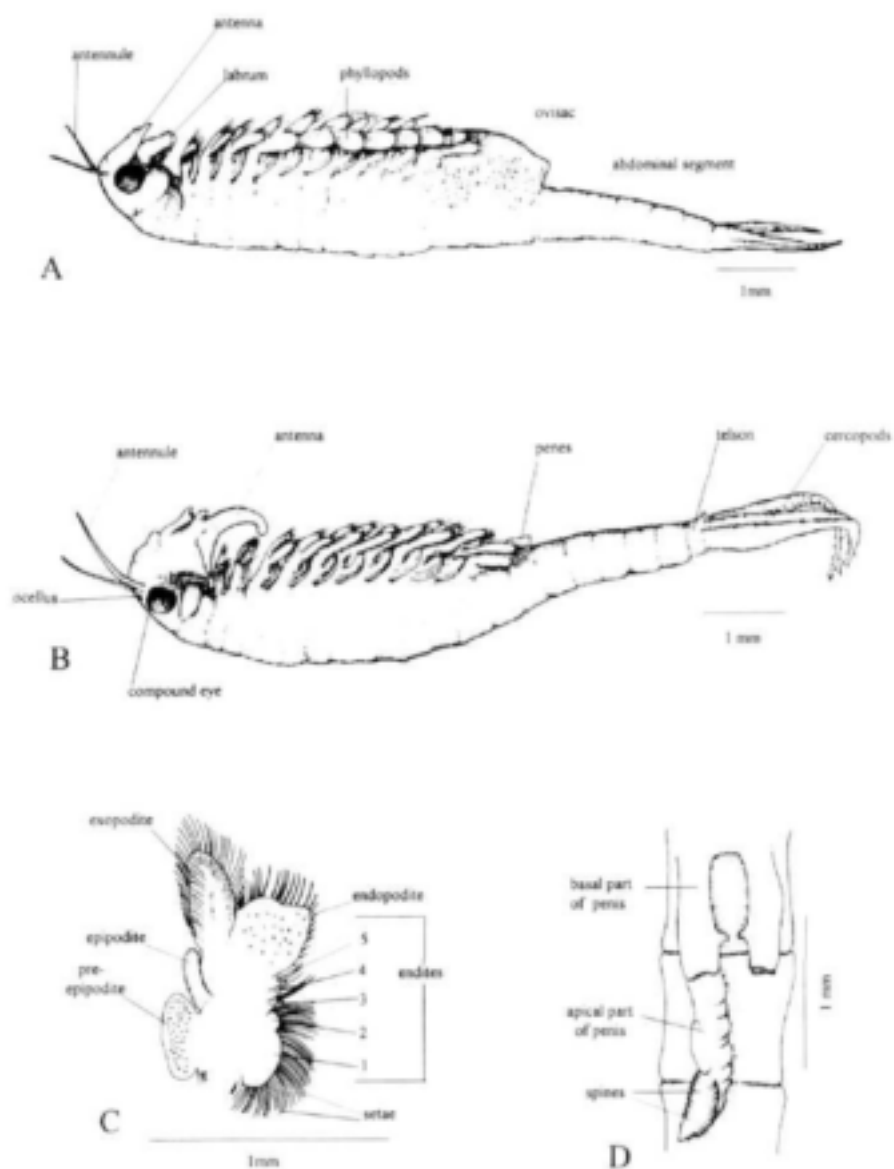 antenna
antennule
labrum
phyllopods
ovisac
abdominal segment
A
1mm
antenna
telson
cercopods
antennule
penes
ocellus
B
1 mm
compound eye
exopodite
endopodite
basal part
of penis
epipodite
5
4
endites
pre-
epipodite
3
2
1 mm
apical part
of penis
1
spines
C
setae
D
1mm